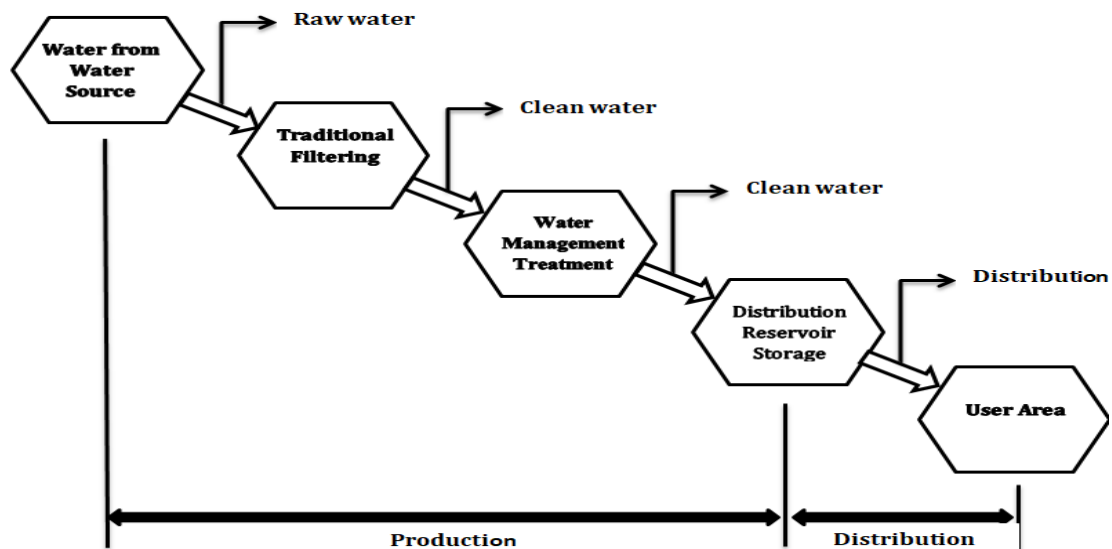 Raw water
Water from
Water
Source
Clean water
Traditional
Filtering
Clean water
Water
Management
Treatment
Distribution
Distribution
Reservoir
Storage
User Area
Production
Distribution